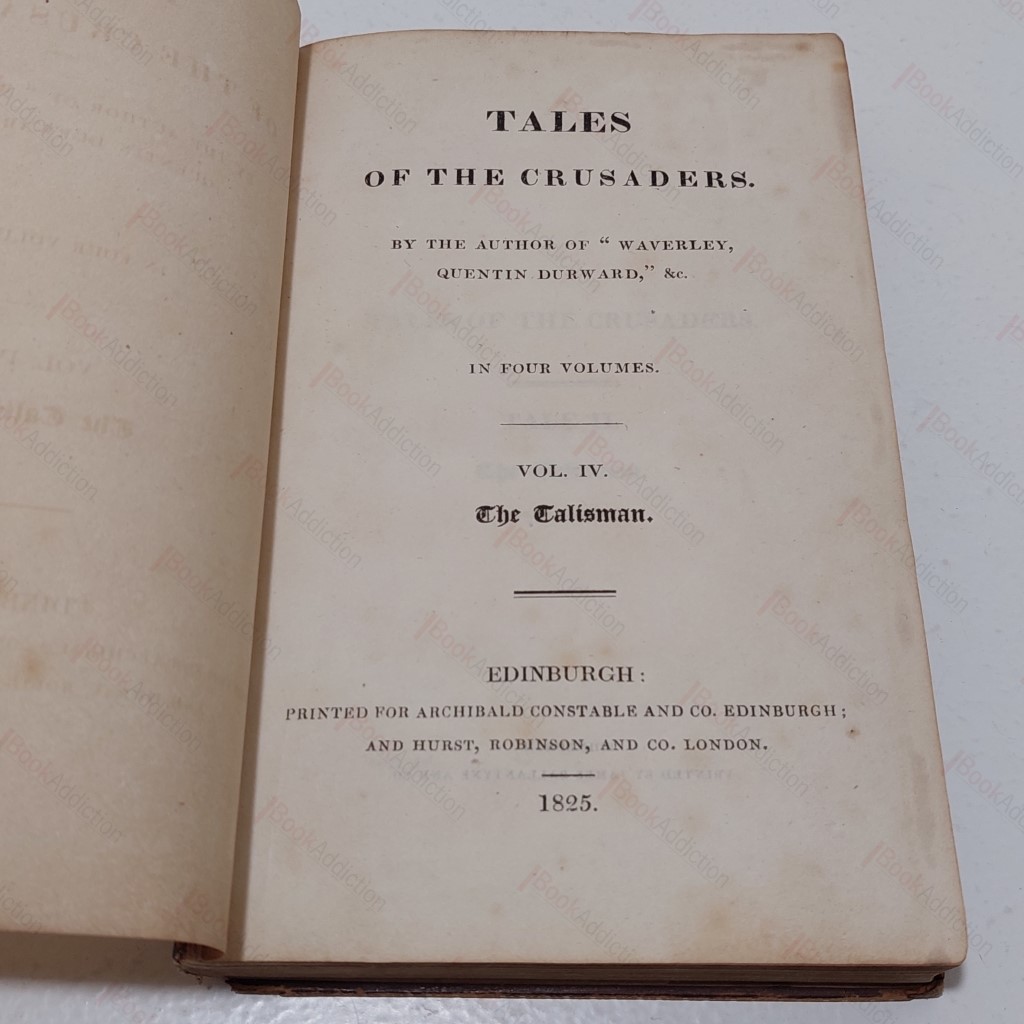 TALES
OF THE CRUSADERS.
BY THE AUTHOR OF “ WAVERLEY,
QUENTIN DURWARD,” &c.
IN FOUR VOLUMES.
VOL. IV.
The Talisman.
EDINBURGH:
PRINTED FOR ARCHIBALD CONSTABLE AND CO. EDINBURGH;
AND HURST, ROBINSON, AND CO. LONDON.
1825.
iBookAddiction